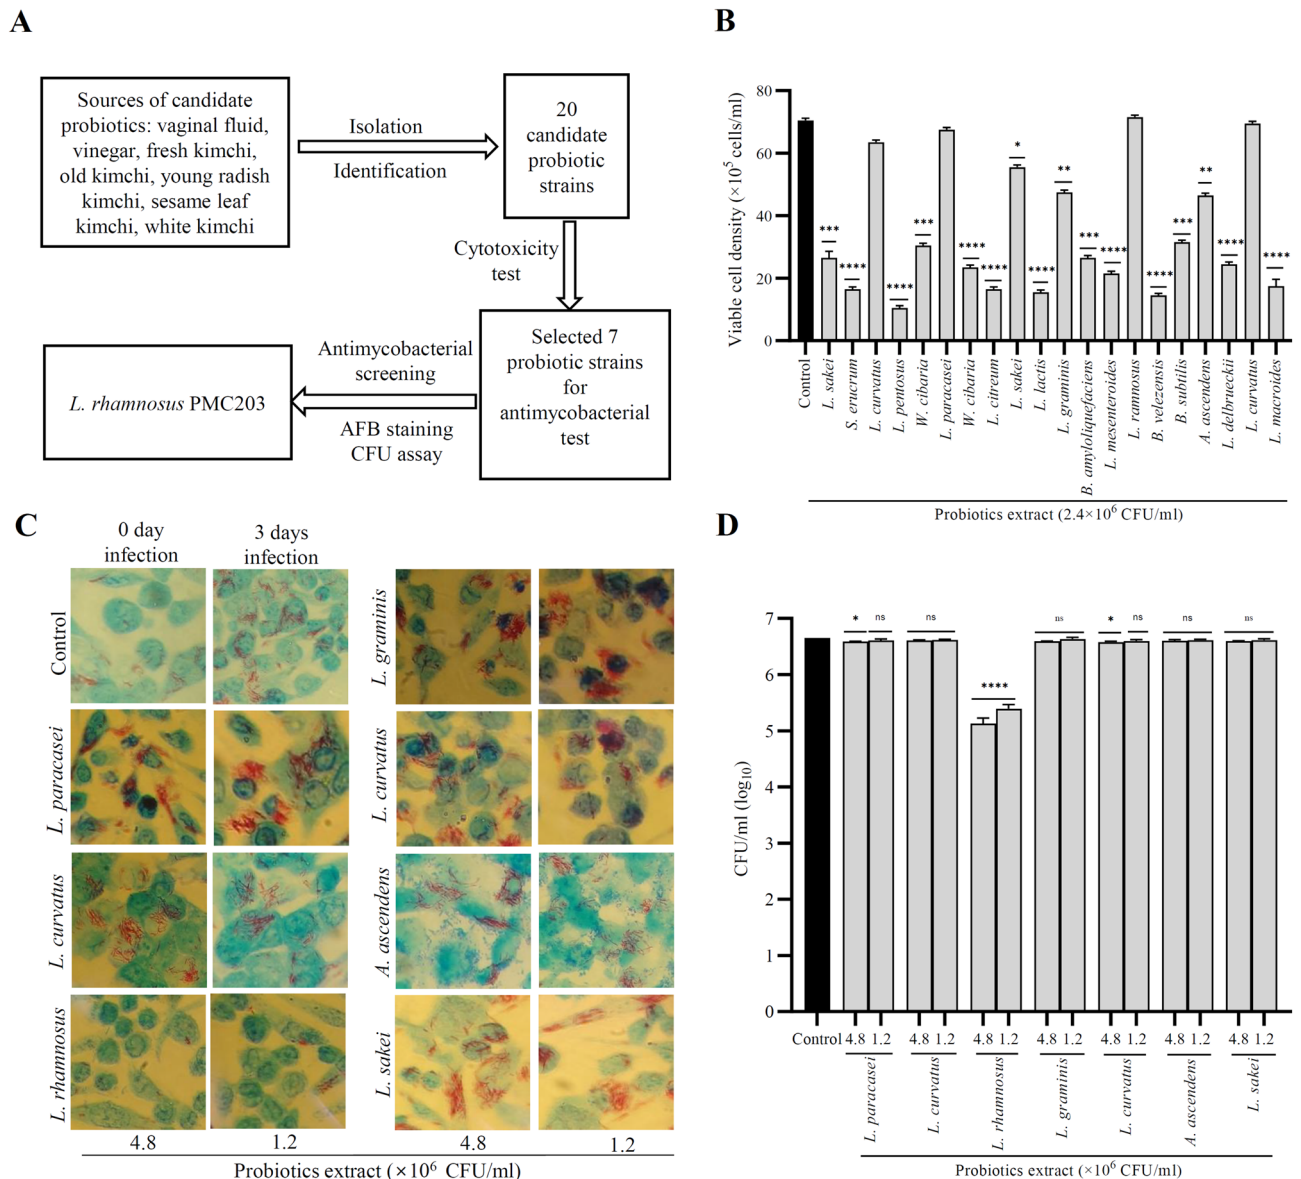 A
Sources of candidate
probiotics: vaginal fluid,
vinegar, fresh kimchi,
old kimchi, young radish
kimchi, sesame leaf
kimchi, white kimchi
Isolation
Identification
20
candidate
probiotic
strains
Cytotoxicity
test
Selected 7
probiotic strains
for
antimycobacterial
test
Antimycobacterial
screening
AFB staining
CFU assay
L. rhamnosus PMC203
B
Viable cell density (×10⁵ cells/ml)
80
60
40
20
0
***
****
****
***
****
****
*
****
**
***
****
****
***
**
****
****
Control
L. sakei
S. erucrum
L. curvatus
L. pentosus
W. cibaria
L. paracasei
W. cibaria
L. citreum
L. sakei
L. lactis
L. graminis
B. amyloliquefaciens
L. mesenteroides
L. ramnosus
B. velezensis
B. subtilis
A. ascendens
L. delbrueckii
L. curvatus
L. macroides
Probiotics extract (2.4×10⁶ CFU/ml)
C
0 day
infection
3 days
infection
Control
L. paracasei
L. curvatus
L. rhamnosus
L. graminis
L. curvatus
A. ascendens
L. sakei
4.8 1.2 4.8 1.2
Probiotics extract (×10⁶ CFU/ml)
D
CFU/ml (log₁₀)
7
6
5
4
3
2
1
0
* ns ns **** ns * ns ns ns
Control 4.8 1.2 4.8 1.2 4.8 1.2 4.8 1.2 4.8 1.2 4.8 1.2 4.8 1.2
L. paracasei
L. curvatus
L. rhamnosus
L. graminis
L. curvatus
A. ascendens
L. sakei
Probiotics extract (×10⁶ CFU/ml)